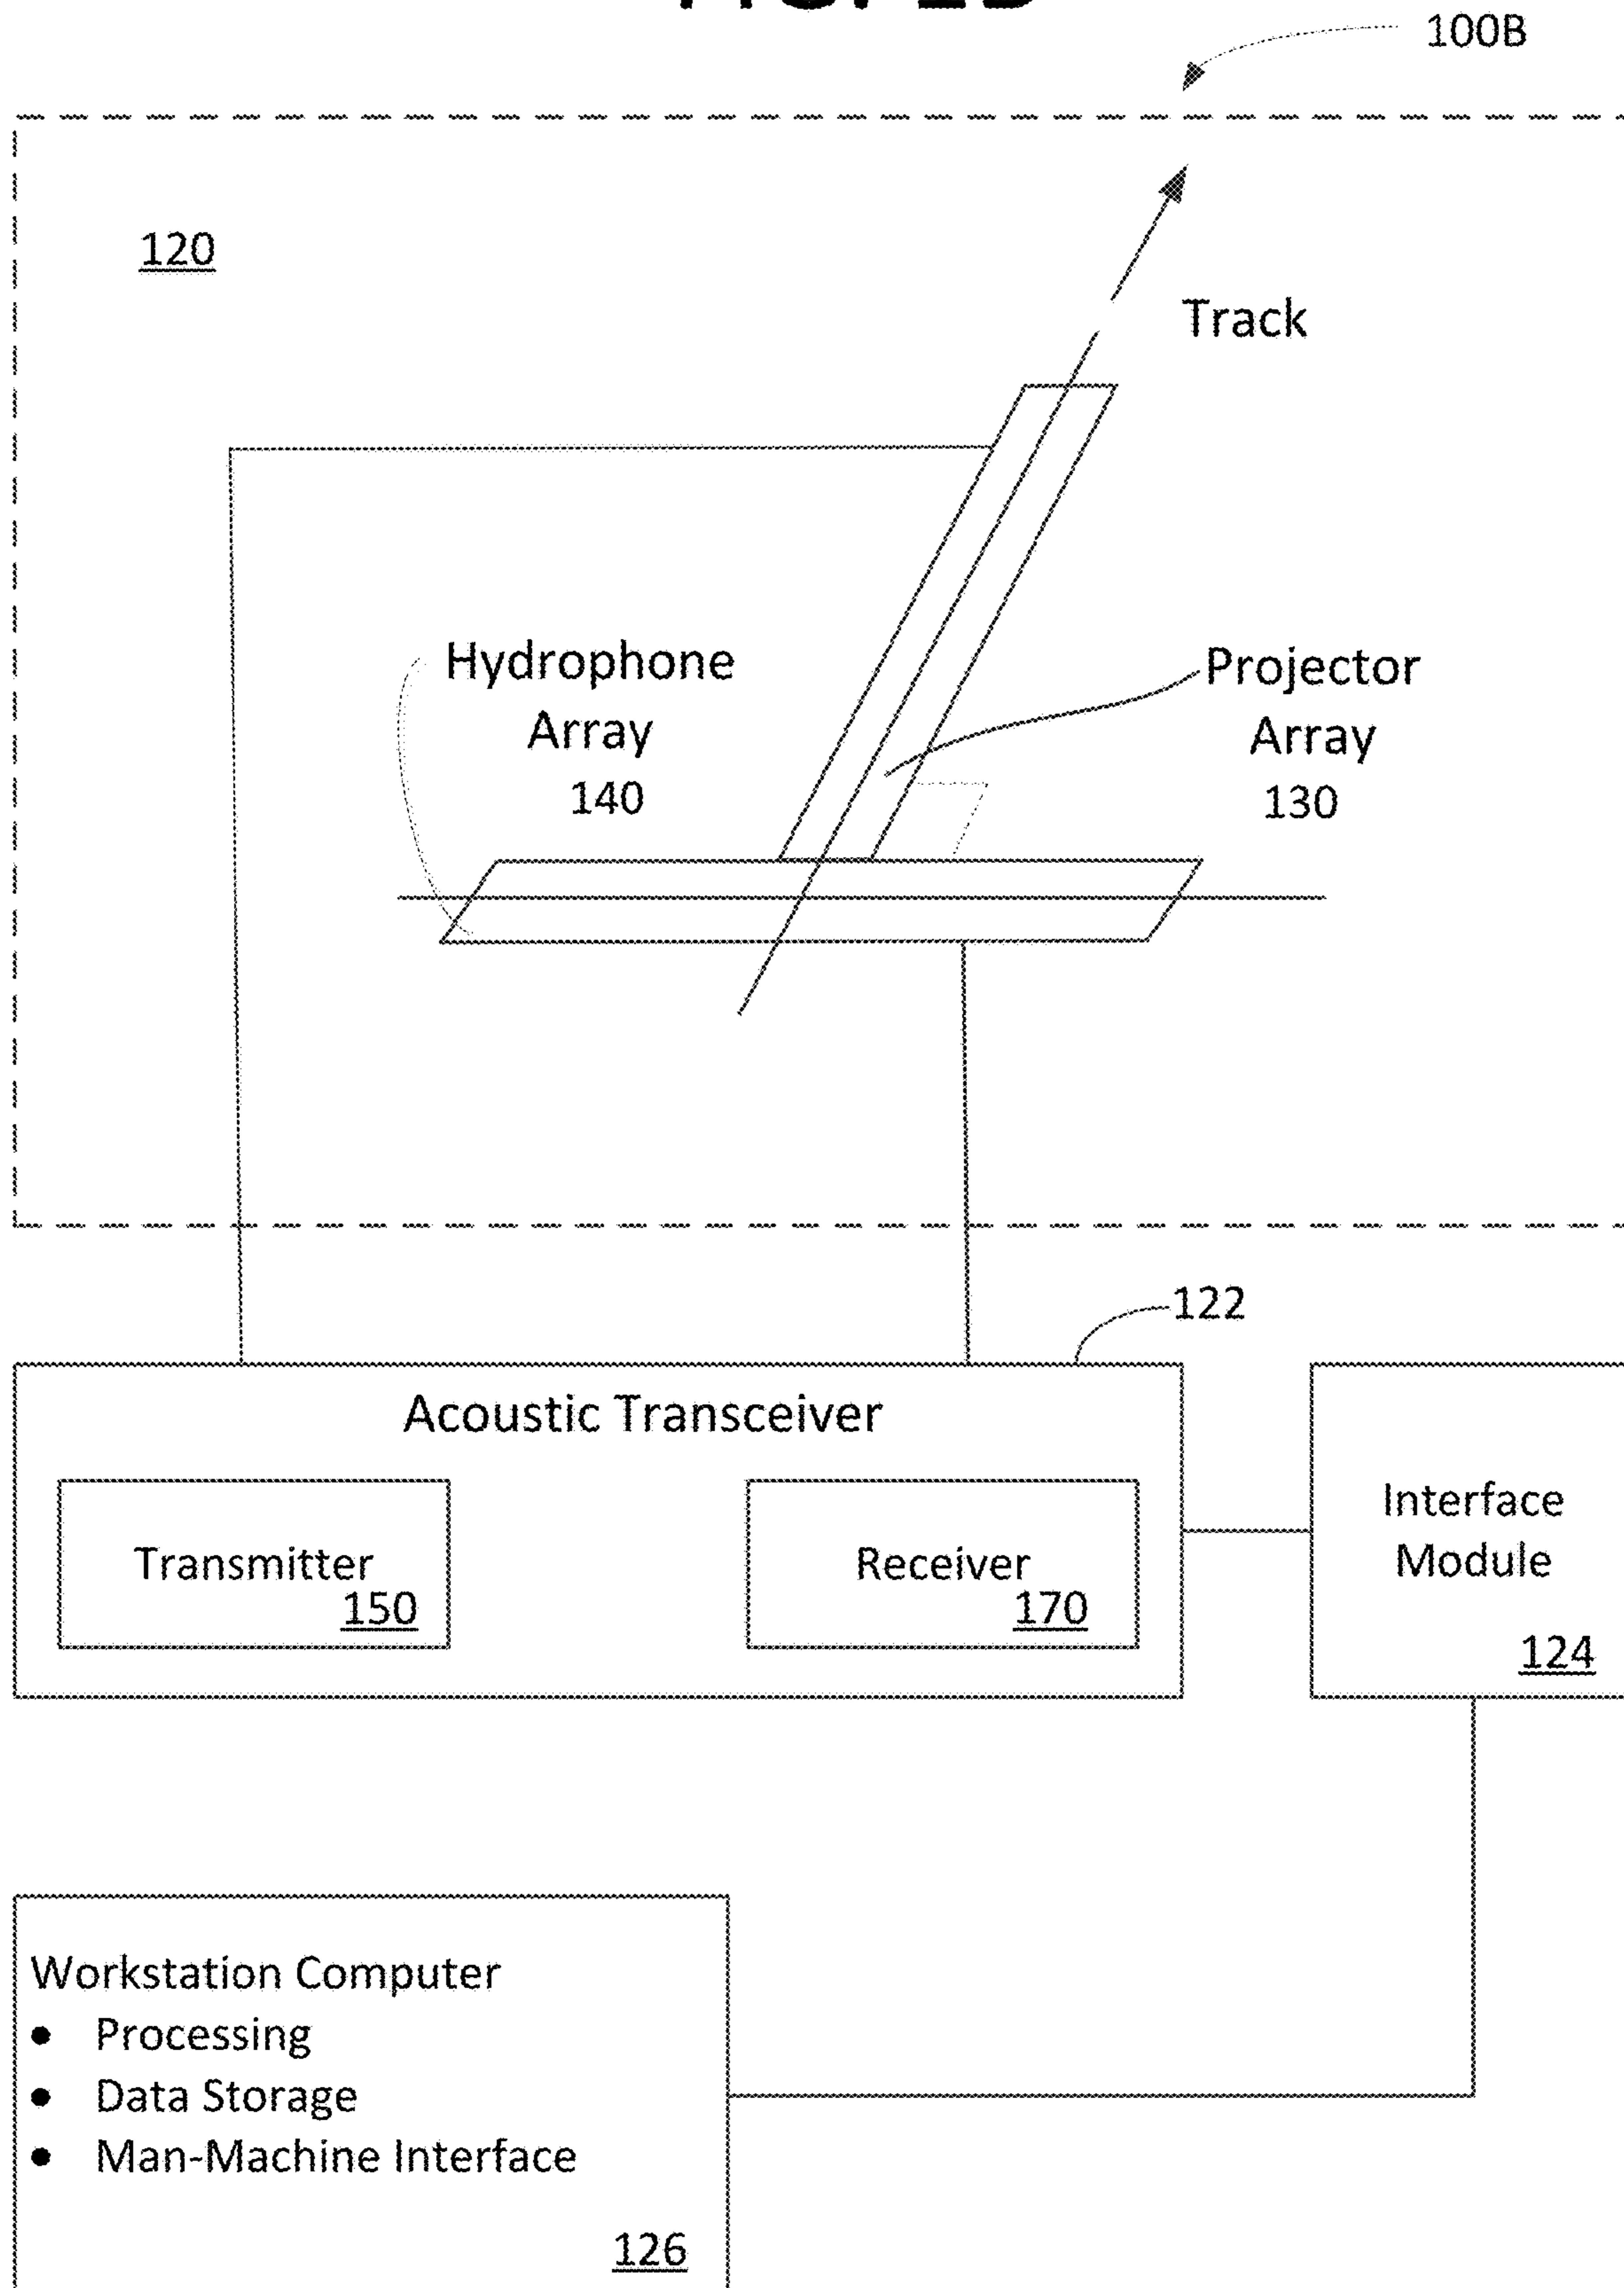 100B
120
Track
Hydrophone
Array
140
Projector
Array
130
122
Acoustic Transceiver
Transmitter
150
Receiver
170
Interface
Module
124
Workstation Computer
• Processing
• Data Storage
• Man-Machine Interface
126